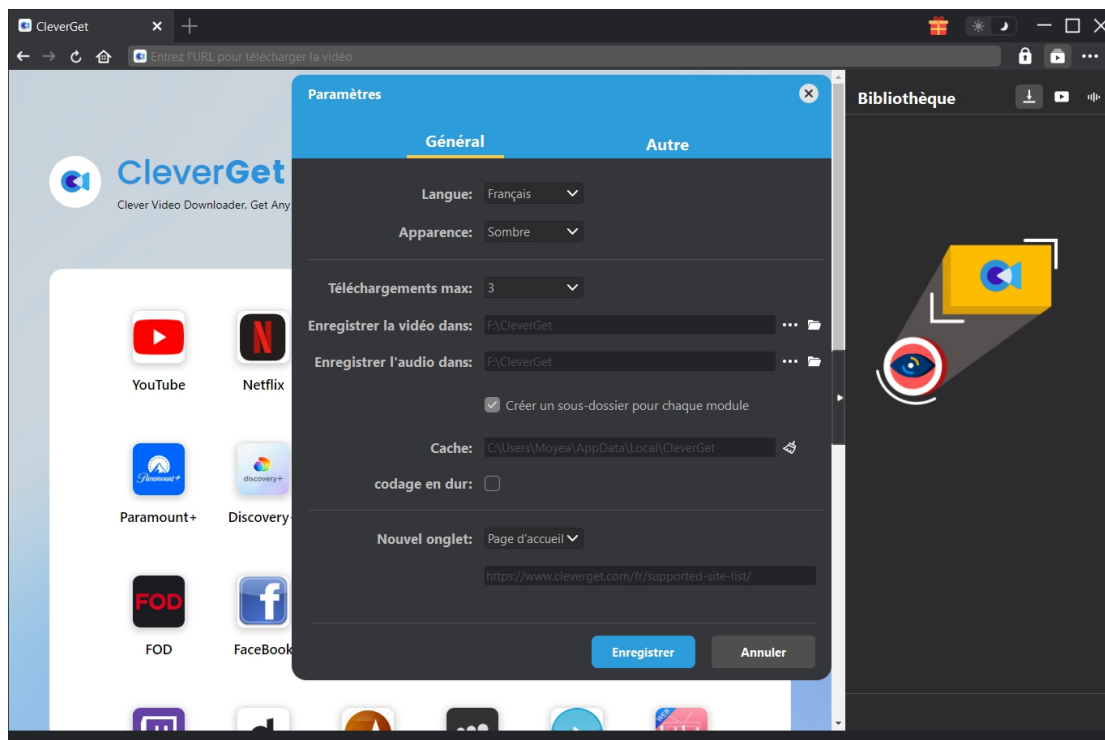 CleverGet
Entrez l'URL pour télécharger la vidéo
Paramètres
Bibliothèque
Général
Autre
CleverGet
Clever Video Downloader. Get Any
Langue: Français
Apparence: Sombre
Téléchargements max: 3
Enregistrer la vidéo dans: F:\CleverGet
Enregistrer l'audio dans: F:\CleverGet
Créer un sous-dossier pour chaque module
Cache: C:\Users\Moyea\AppData\Local\CleverGet
codage en dur:
Nouvel onglet: Page d'accueil
https://www.cleverget.com/fr/supported-site-list/
Enregistrer
Annuler
YouTube
Netflix
Paramount+
discovery+
Paramount+
Discovery
FOD
FOD
FaceBook
WEB